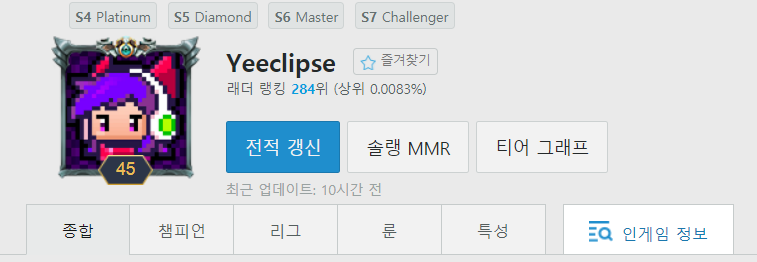 S4 Platinum S5 Diamond S6 Master S7 Challenger
Yeeclipse ☆ 즐겨찾기
래더 랭킹 284위 (상위 0.0083%)
45
전적 갱신 솔랭 MMR 티어 그래프
최근 업데이트: 10시간 전
종합 챔피언 리그 룬 특성 인게임 정보